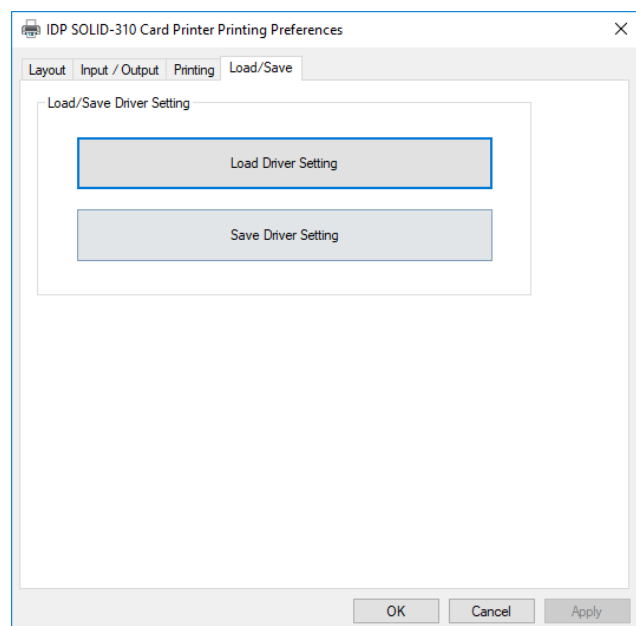 IDP SOLID-310 Card Printer Printing Preferences
Layout Input / Output Printing Load/Save
Load/Save Driver Setting
Load Driver Setting
Save Driver Setting
OK Cancel Apply